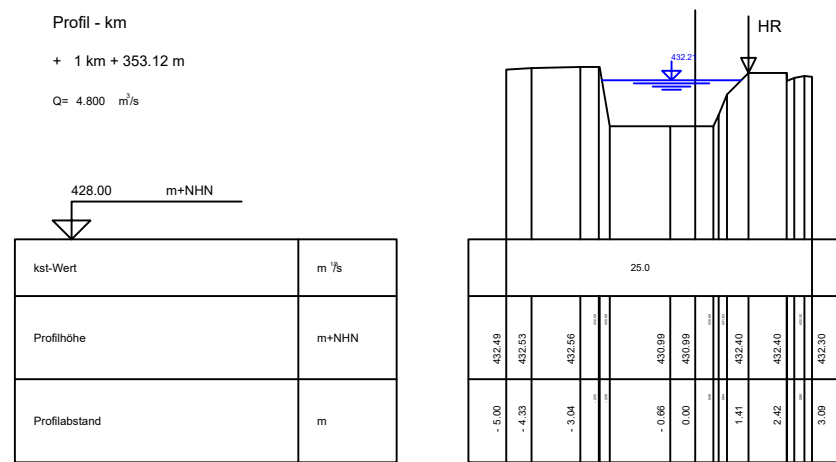 Profil - km
+ 1 km + 353.12 m
Q= 4.800 m³/s
HR
432.21
428.00 m+NHN
kst-Wert m ¹/³/s 25.0
Profilhöhe m+NHN 432.49 432.53 432.56 430.99 430.99 432.40 432.40 432.30
Profilabstand m - 5.00 - 4.33 - 3.04 - 0.66 0.00 1.41 2.42 3.09